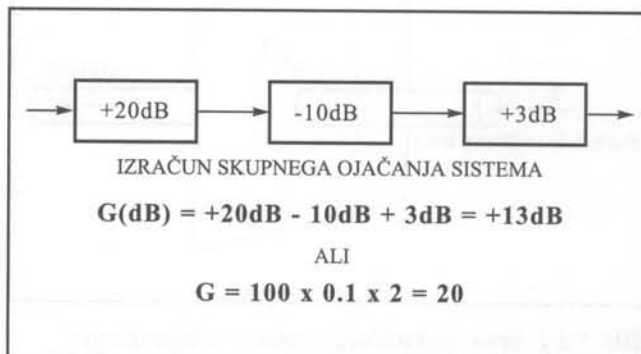 +20dB -10dB +3dB
IZRAČUN SKUPNEGA OJAČANJA SISTEMA
G(dB) = +20dB - 10dB + 3dB = +13dB
ALI
G = 100 x 0.1 x 2 = 20